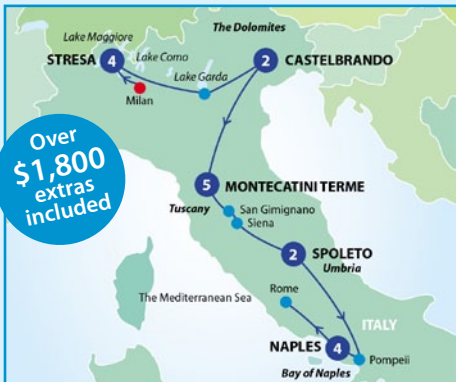 The Dolomites
Lake Maggiore
STRESA 4 Lake Como
2 CASTELBRANDO
Lake Garda
Milan
Over
$1,800
extras
included
5 MONTECATINI TERME
Tuscany
San Gimignano
Siena
2 SPOLETO
Umbria
Rome
The Mediterranean Sea
ITALY
NAPLES 4
Pompeii
Bay of Naples